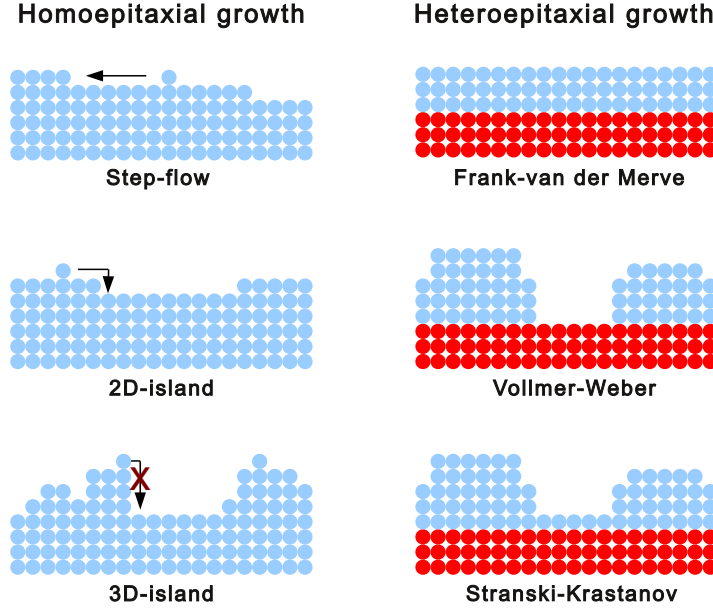 Homoepitaxial growth
Heteroepitaxial growth
Step-flow
Frank-van der Merve
2D-island
Vollmer-Weber
X
3D-island
Stranski-Krastanov